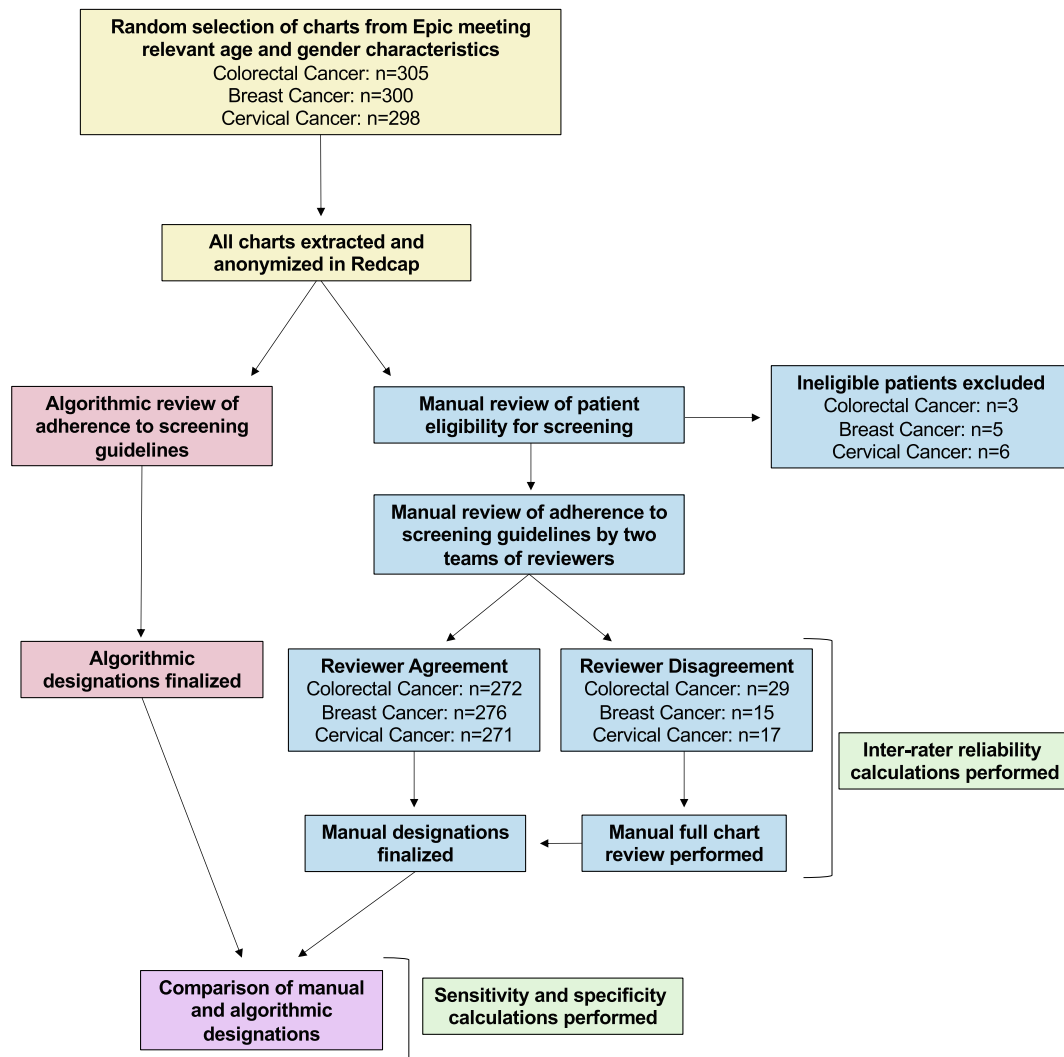 Random selection of charts from Epic meeting
relevant age and gender characteristics
Colorectal Cancer: n=305
Breast Cancer: n=300
Cervical Cancer: n=298
All charts extracted and
anonymized in Redcap
Algorithmic review of
adherence to screening
guidelines
Manual review of patient
eligibility for screening
Ineligible patients excluded
Colorectal Cancer: n=3
Breast Cancer: n=5
Cervical Cancer: n=6
Manual review of adherence to
screening guidelines by two
teams of reviewers
Algorithmic
designations finalized
Reviewer Agreement
Colorectal Cancer: n=272
Breast Cancer: n=276
Cervical Cancer: n=271
Reviewer Disagreement
Colorectal Cancer: n=29
Breast Cancer: n=15
Cervical Cancer: n=17
Inter-rater reliability
calculations performed
Manual designations
finalized
Manual full chart
review performed
Comparison of manual
and algorithmic
designations
Sensitivity and specificity
calculations performed